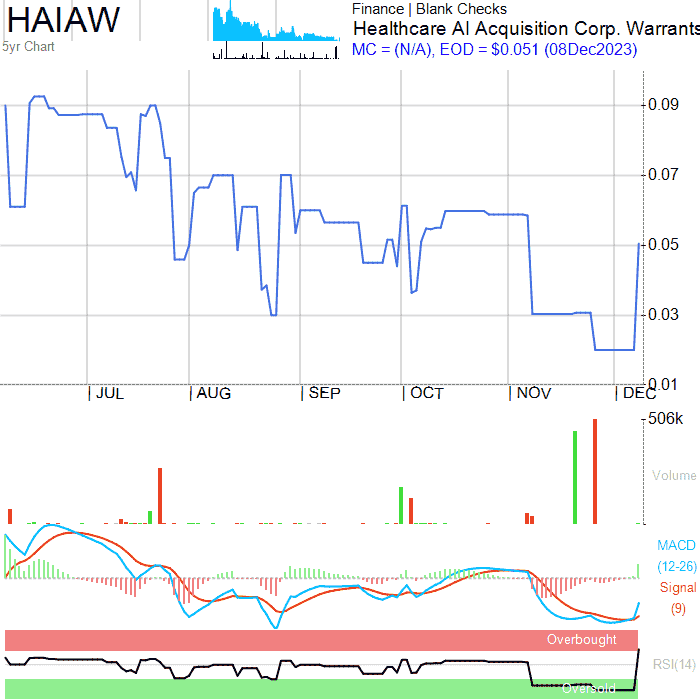 HAIAW
5yr Chart
Finance | Blank Checks
Healthcare AI Acquisition Corp. Warrants
MC = (N/A), EOD = $0.051 (08Dec2023)
0.09
0.07
0.05
0.03
0.01
JUL
AUG
SEP
OCT
NOV
DEC
506k
Volume
MACD
(12-26)
Signal
(9)
Overbought
RSI(14)
Oversold